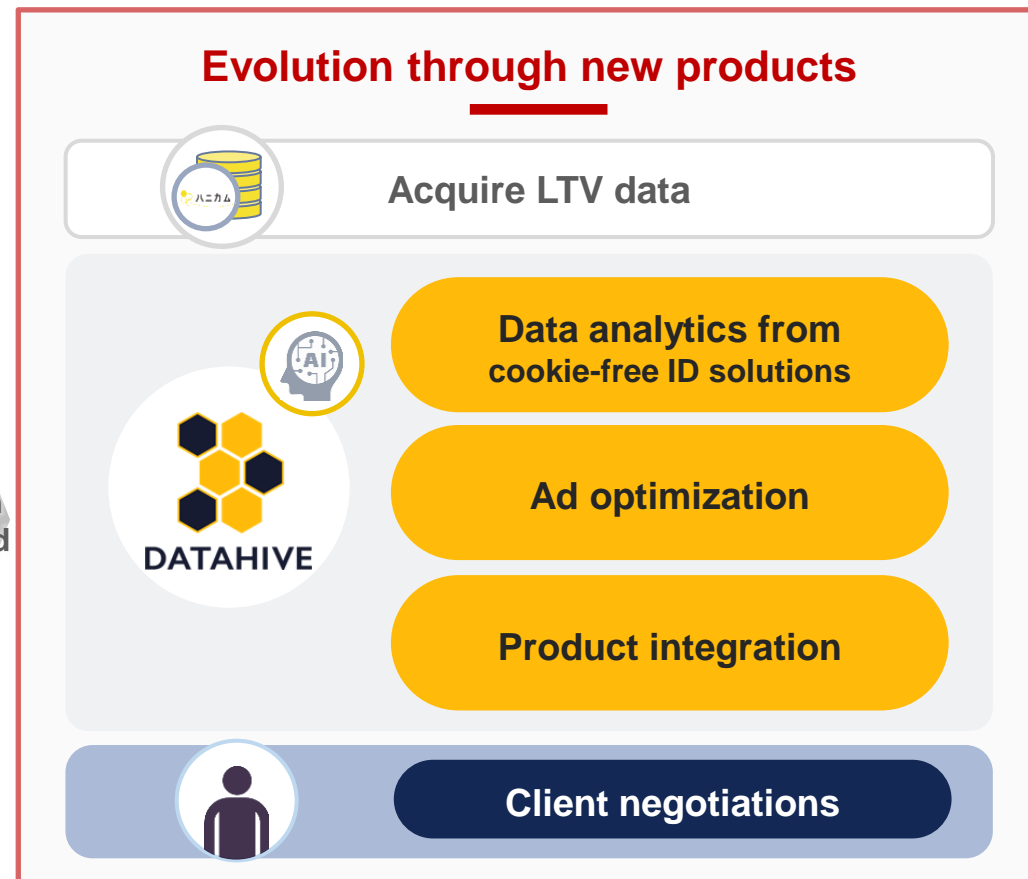 Evolution through new products
ハニカム
Acquire LTV data
AI
Data analytics from
cookie-free ID solutions
DATAHIVE
Ad optimization
Product integration
Client negotiations